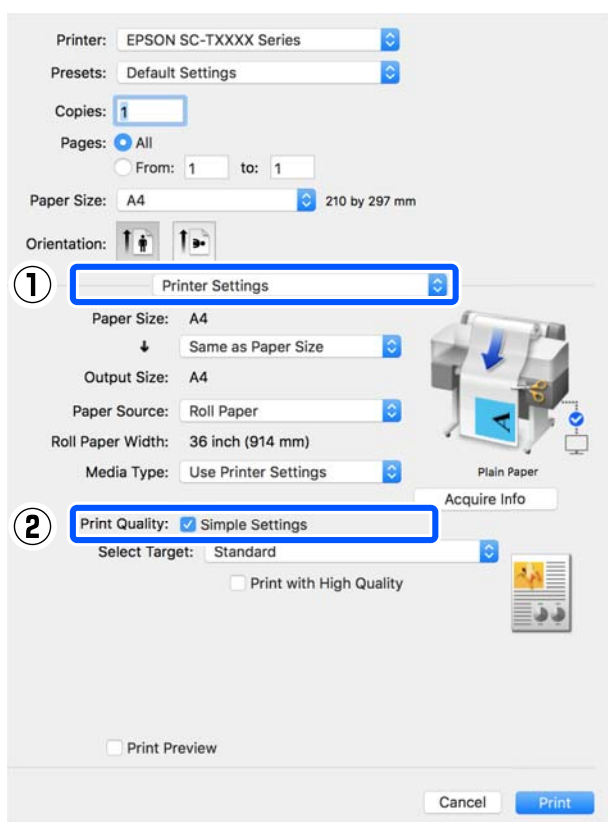 Printer: EPSON SC-TXXXX Series
Presets: Default Settings
Copies: 1
Pages: All
From: 1 to: 1
Paper Size: A4 210 by 297 mm
Orientation:
1 Printer Settings
Paper Size: A4
Same as Paper Size
Output Size: A4
Paper Source: Roll Paper
Roll Paper Width: 36 inch (914 mm)
Media Type: Use Printer Settings
A
Plain Paper
Acquire Info
2 Print Quality: Simple Settings
Select Target: Standard
Print with High Quality
Print Preview
Cancel Print